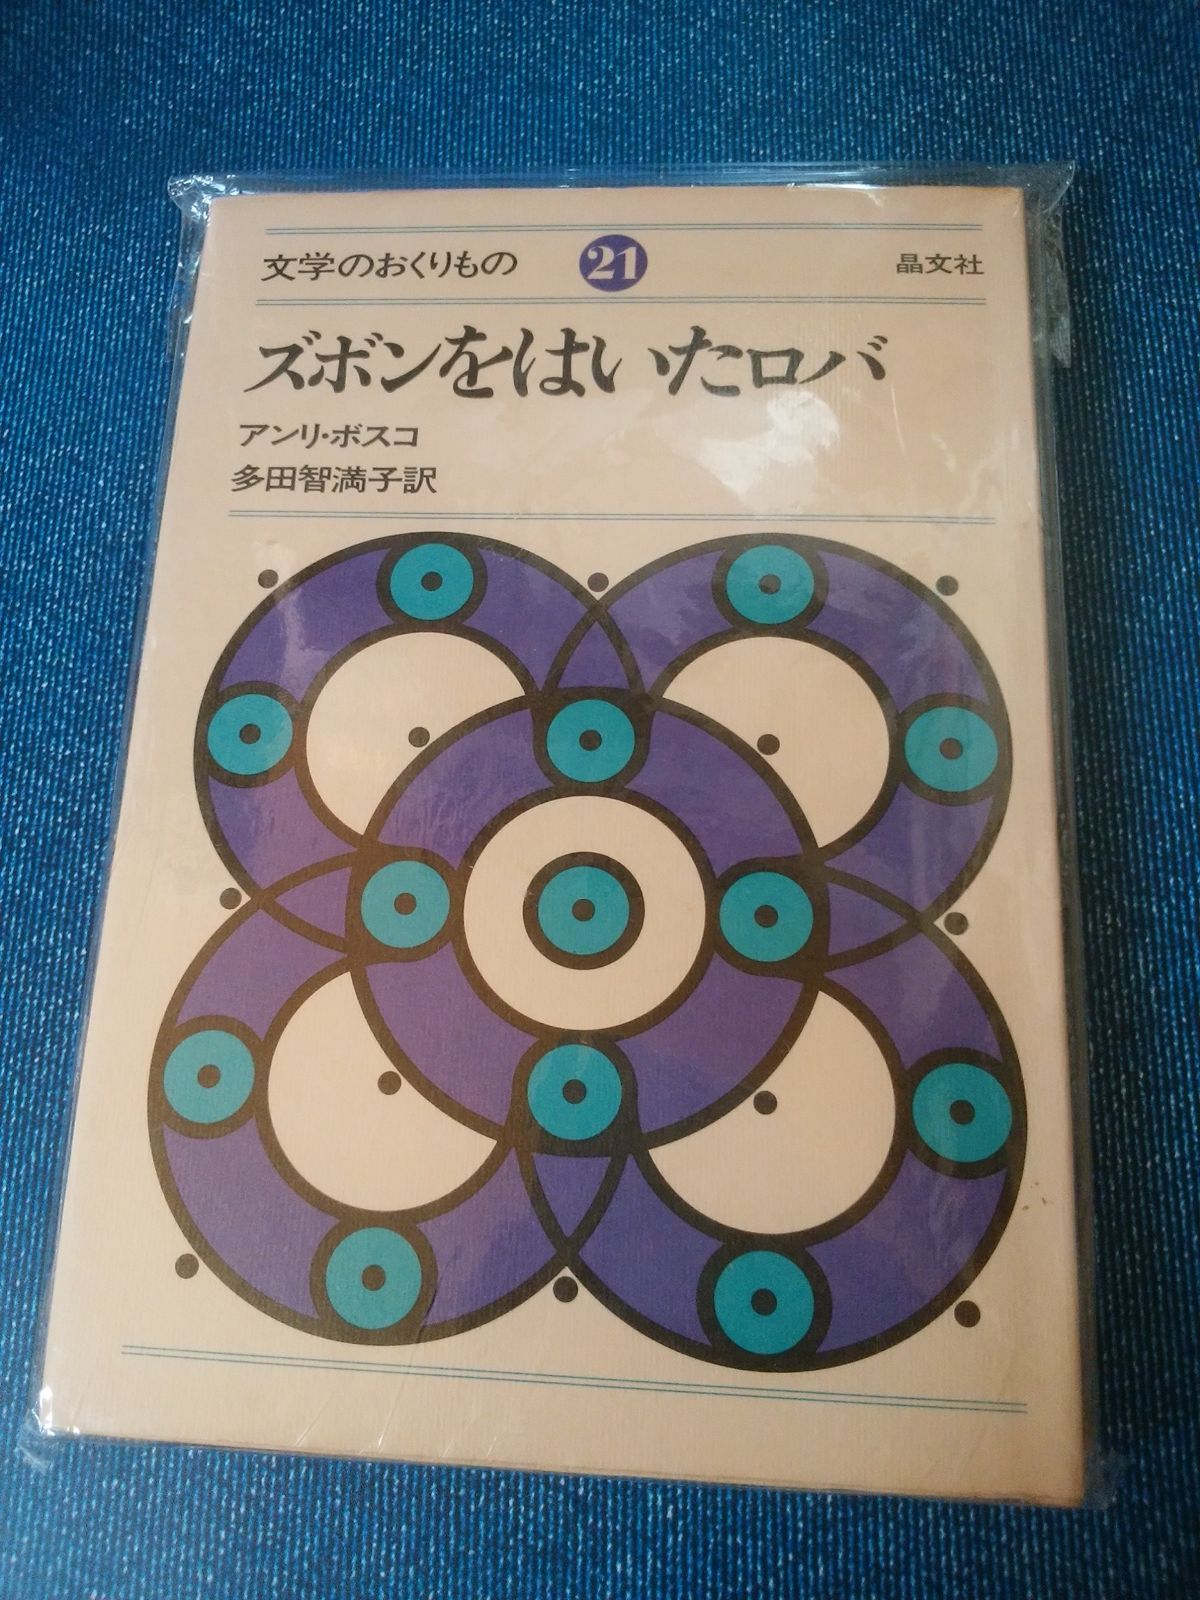 文学のおくりもの 21 晶文社
ズボンをはいたロバ
アンリ・ボスコ
多田智満子訳